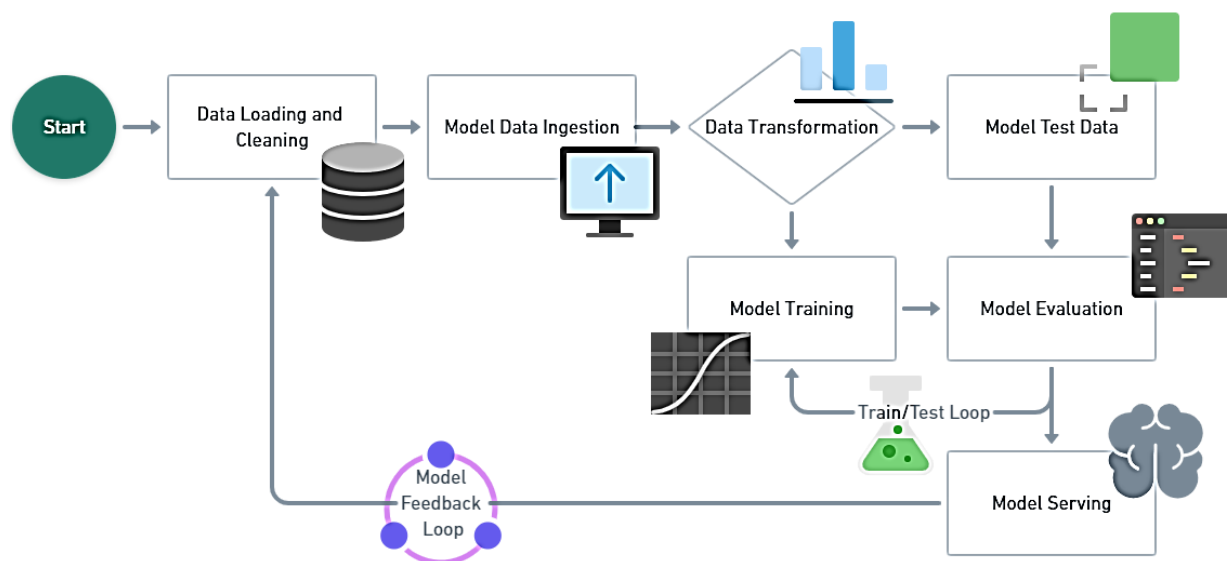 Start
Data Loading and
Cleaning
Model Data Ingestion
Data Transformation
Model Test Data
Model Training
Model Evaluation
Train/Test Loop
Model
Feedback
Loop
Model Serving